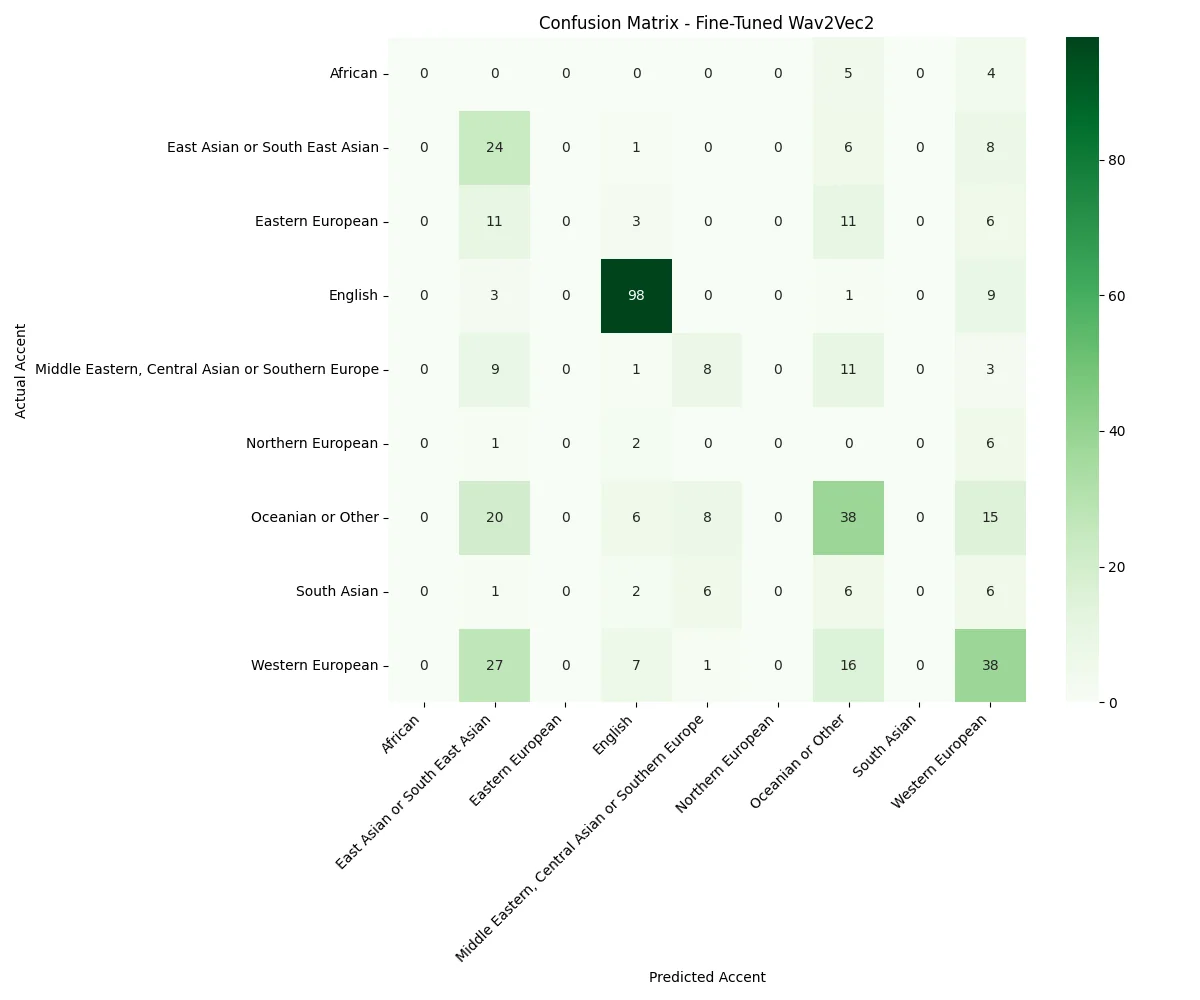 Confusion Matrix - Fine-Tuned Wav2Vec2
Actual Accent
African 0 0 0 0 0 0 5 0 4
East Asian or South East Asian 0 24 0 1 0 0 6 0 8
Eastern European 0 11 0 3 0 0 11 0 6
English 0 3 0 98 0 0 1 0 9
Middle Eastern, Central Asian or Southern Europe 0 9 0 1 8 0 11 0 3
Northern European 0 1 0 2 0 0 0 0 6
Oceanian or Other 0 20 0 6 8 0 38 0 15
South Asian 0 1 0 2 6 0 6 0 6
Western European 0 27 0 7 1 0 16 0 38
African
East Asian or South East Asian
Eastern European
English
Middle Eastern, Central Asian or Southern Europe
Northern European
Oceanian or Other
South Asian
Western European
Predicted Accent
80
60
40
20
0